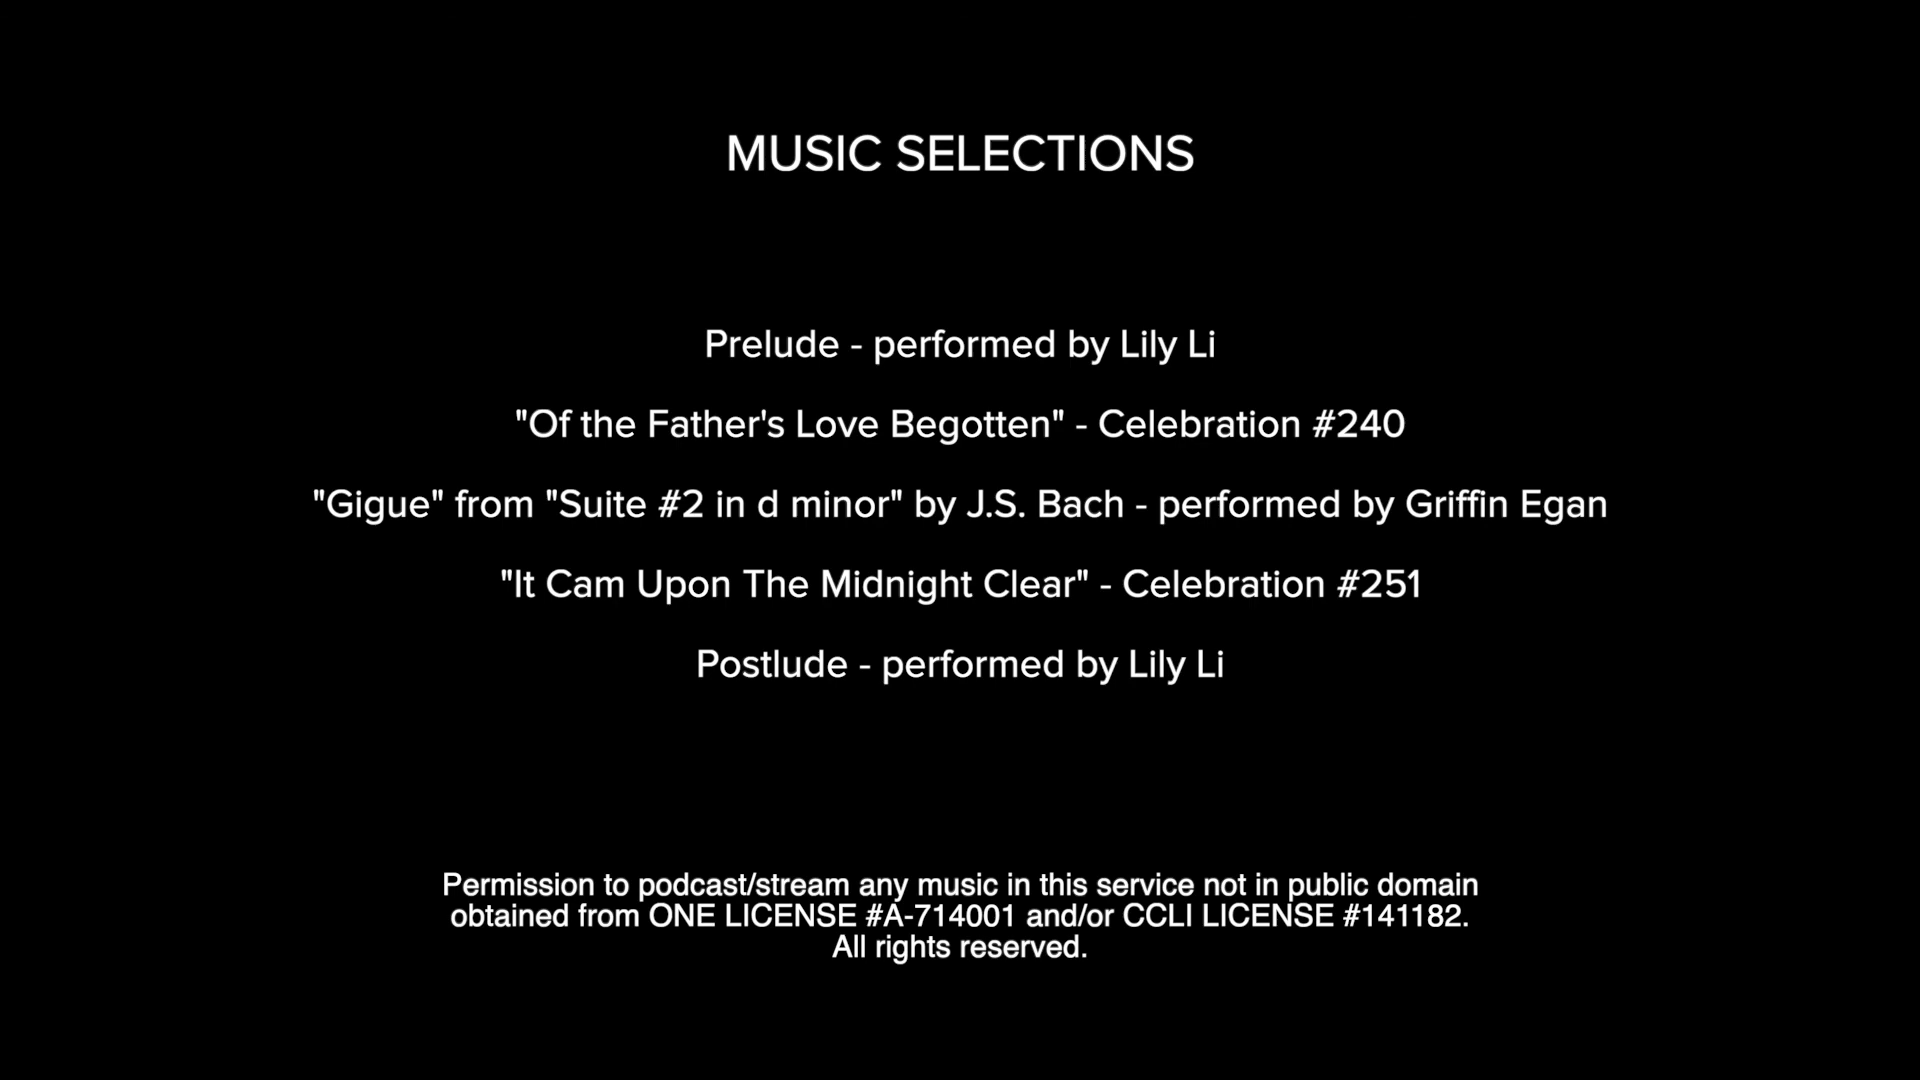 MUSIC SELECTIONS
Prelude - performed by Lily Li
"Of the Father's Love Begotten" - Celebration #240
"Gigue" from "Suite #2 in d minor" by J.S. Bach - performed by Griffin Egan
"It Cam Upon The Midnight Clear" - Celebration #251
Postlude - performed by Lily Li
Permission to podcast/stream any music in this service not in public domain
obtained from ONE LICENSE #A-714001 and/or CCLI LICENSE #141182.
All rights reserved.